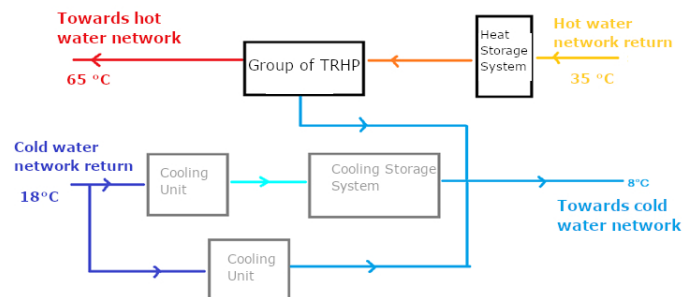 Towards hot
water network
65 °C
Group of TRHP
Heat
Storage
System
Hot water
network return
35 °C
Cold water
network return
18°C
Cooling
Unit
Cooling Storage
System
8°C
Towards cold
water network
Cooling
Unit